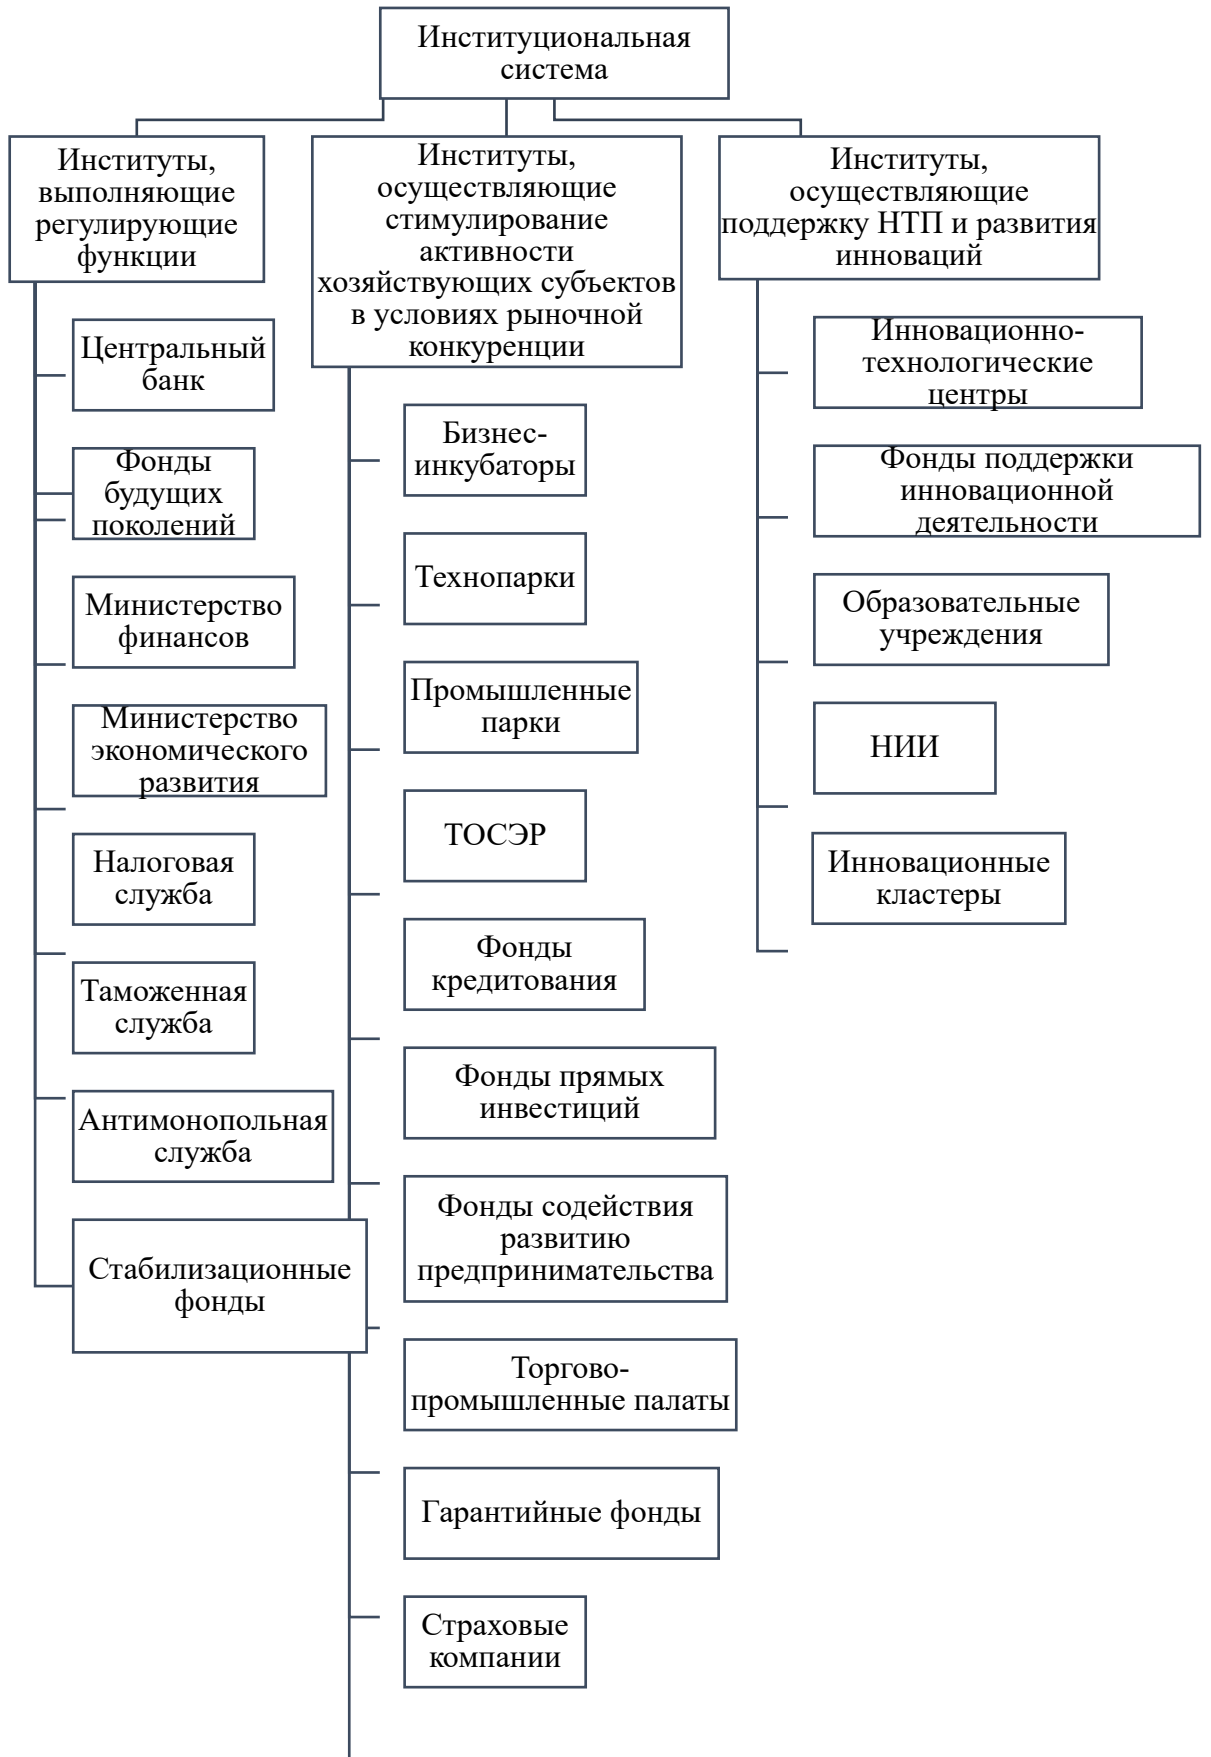 Институциональная
система
Институты,
выполняющие
регулирующие
функции
Центральный
банк
Фонды
будущих
поколений
Министерство
финансов
Министерство
экономического
развития
Налоговая
служба
Таможенная
служба
Антимонопольная
служба
Стабилизационные
фонды
Институты,
осуществляющие
стимулирование
активности
хозяйствующих субъектов
в условиях рыночной
конкуренции
Бизнес-
инкубаторы
Технопарки
Промышленные
парки
ТОСЭР
Фонды
кредитования
Фонды прямых
инвестиций
Фонды содействия
развитию
предпринимательства
Торгово-
промышленные палаты
Гарантийные фонды
Страховые
компании
Институты,
осуществляющие
поддержку НТП и развития
инноваций
Инновационно-
технологические
центры
Фонды поддержки
инновационной
деятельности
Образовательные
учреждения
НИИ
Инновационные
кластеры